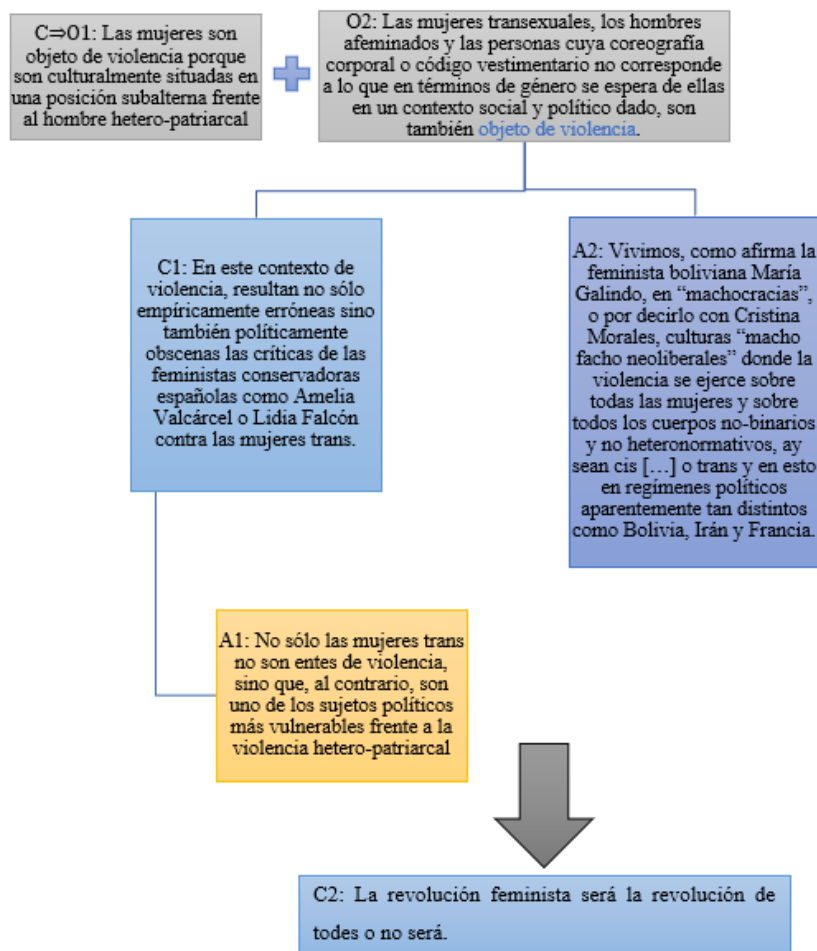 C⇒O1: Las mujeres son
objeto de violencia porque
son culturalmente situadas en
una posición subalterna frente
al hombre hetero-patriarcal
O2: Las mujeres transexuales, los hombres
afeminados y las personas cuya coreografía
corporal o código vestimentario no corresponde
a lo que en términos de género se espera de ellas
en un contexto social y político dado, son
también objeto de violencia.
C1: En este contexto de
violencia, resultan no sólo
empíricamente erróneas sino
también políticamente
obscenas las críticas de las
feministas conservadoras
españolas como Amelia
Valcárcel o Lidia Falcón
contra las mujeres trans.
A2: Vivimos, como afirma la
feminista boliviana María
Galindo, en “machocracias”,
o por decirlo con Cristina
Morales, culturas “macho
facho neoliberales” donde la
violencia se ejerce sobre
todas las mujeres y sobre
todos los cuerpos no-binarios
y no heteronormativos, ay
sean cis [...] o trans y en esto
en regímenes políticos
aparentemente tan distintos
como Bolivia, Irán y Francia.
A1: No sólo las mujeres trans
no son entes de violencia,
sino que, al contrario, son
uno de los sujetos políticos
más vulnerables frente a la
violencia hetero-patriarcal
C2: La revolución feminista será la revolución de
todes o no será.